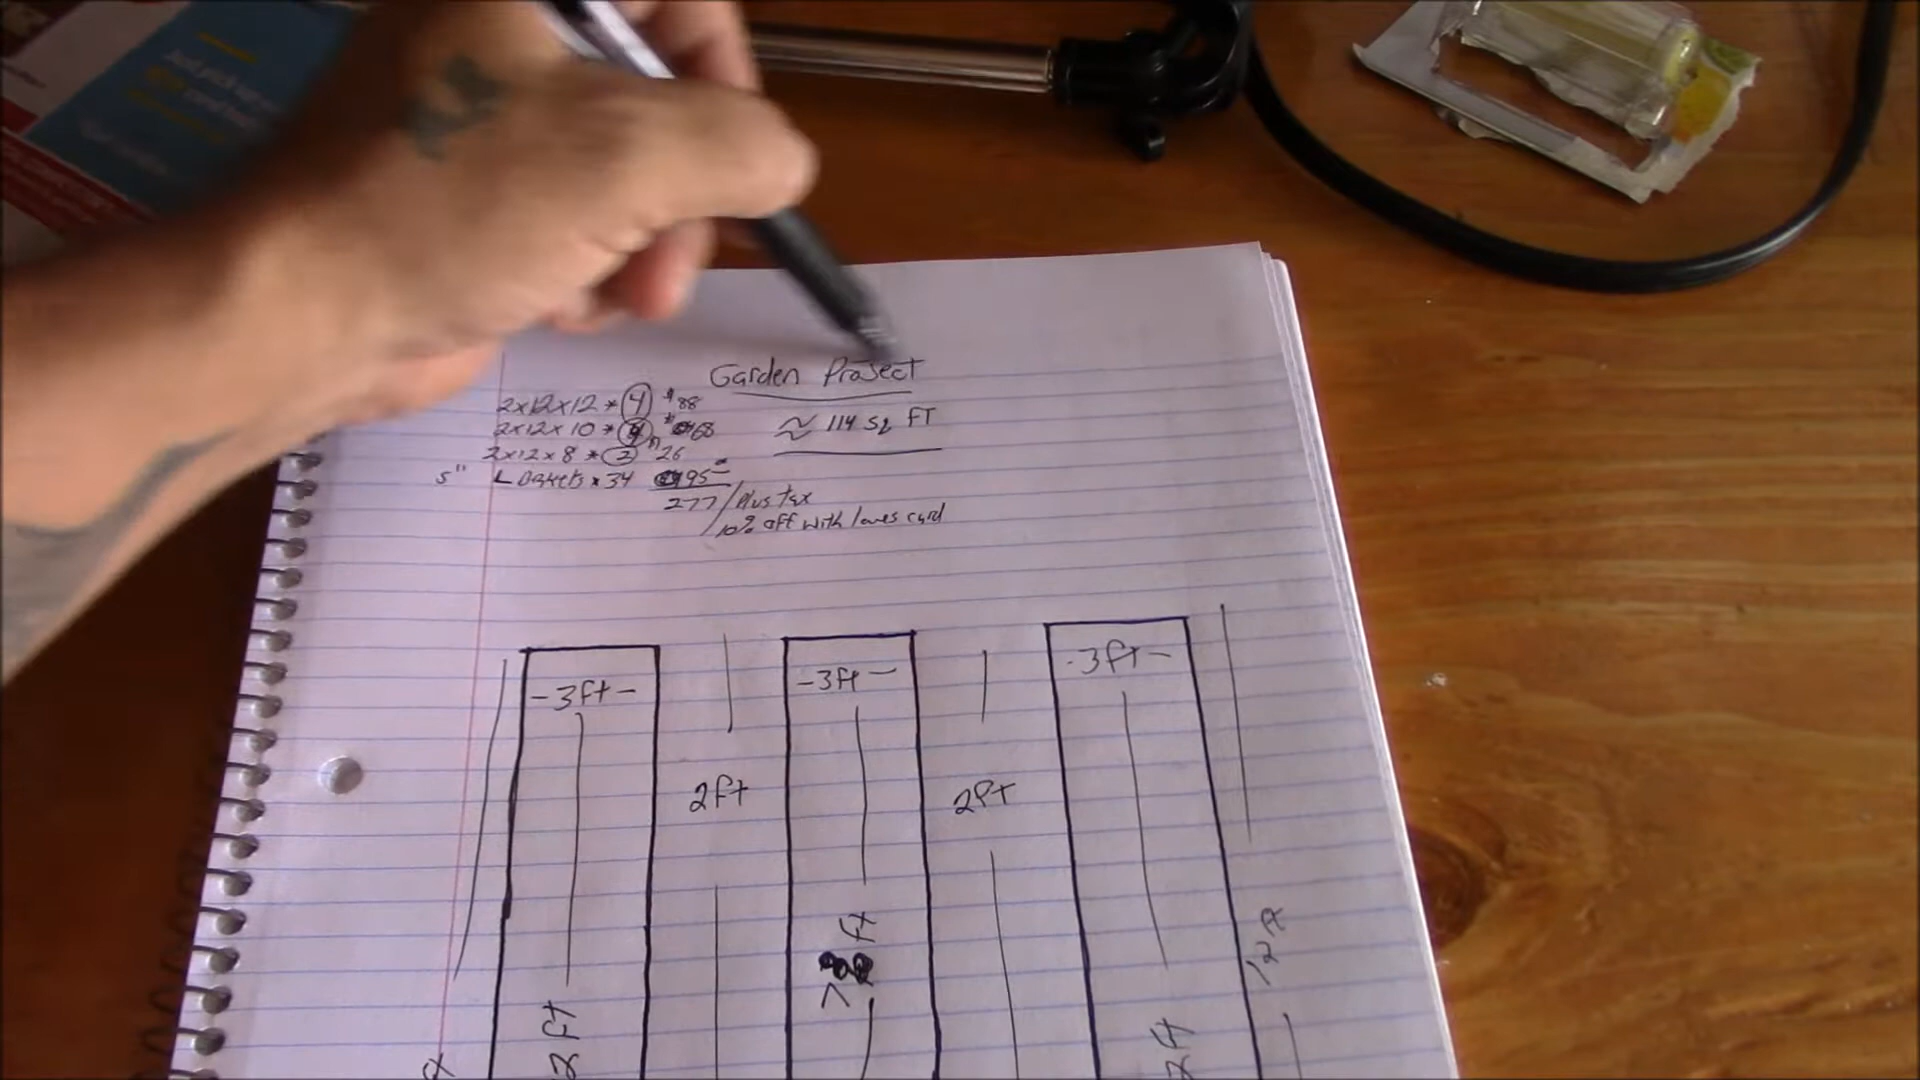 Garden Project
≈ 114 sq FT
2x12x12 * 4 $88
2x12x10 * 4 $68
2x12x8 * 2 $26
5" L Brackets x 34 95
277 / Plus tax
/ 10% off with lowes card
-3ft-
-3ft-
-3ft-
2ft
2ft
ft
12 ft